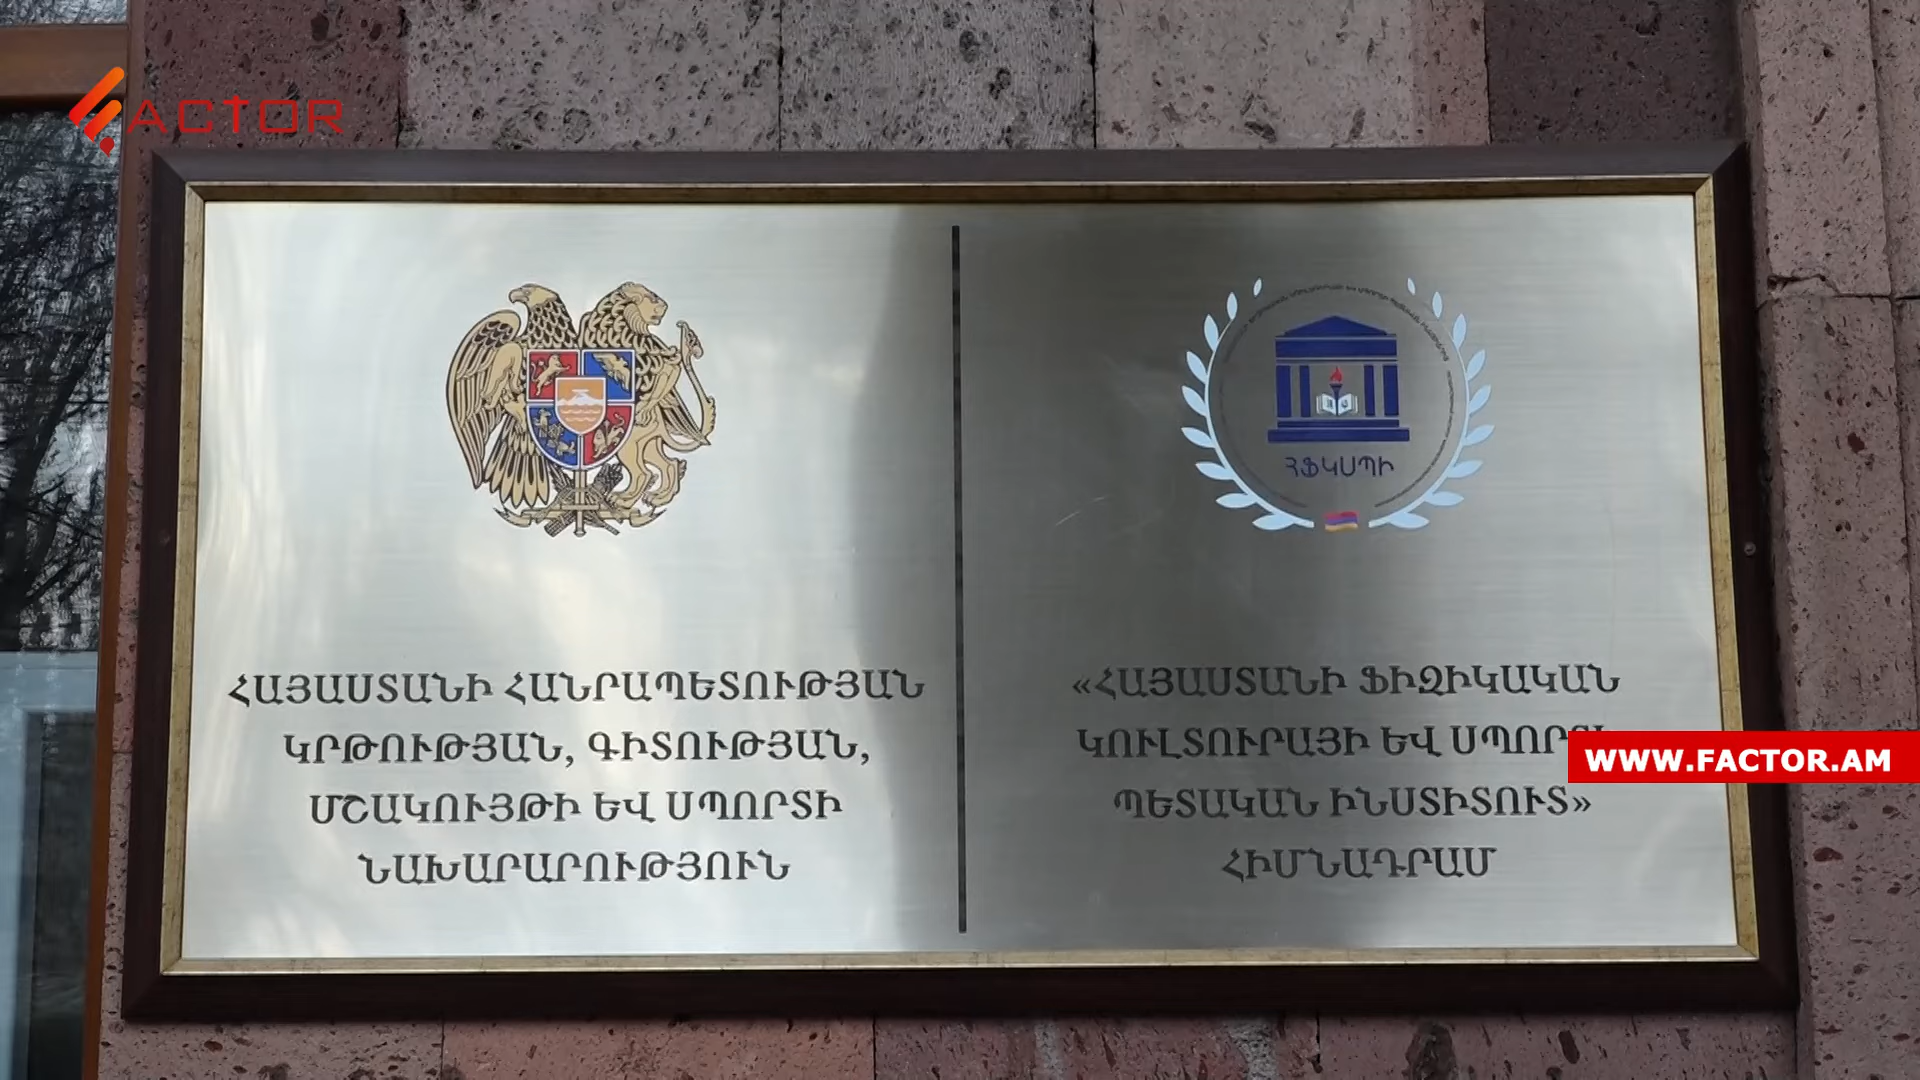 FACTOR
ՀՖԿՍՊԻ
ՀԱՅԱՍՏԱՆԻ ՀԱՆՐԱՊԵՏՈՒԹՅԱՆ
ԿՐԹՈՒԹՅԱՆ, ԳԻՏՈՒԹՅԱՆ,
ՄՇԱԿՈՒՅԹԻ ԵՎ ՍՊՈՐՏԻ
ՆԱԽԱՐԱՐՈՒԹՅՈՒՆ
«ՀԱՅԱՍՏԱՆԻ ՖԻԶԻԿԱԿԱՆ
ԿՈՒԼՏՈՒՐԱՅԻ ԵՎ ՍՊՈՐՏԻ
ՊԵՏԱԿԱՆ ԻՆՍՏԻՏՈՒՏ»
ՀԻՄՆԱԴՐԱՄ
WWW.FACTOR.AM